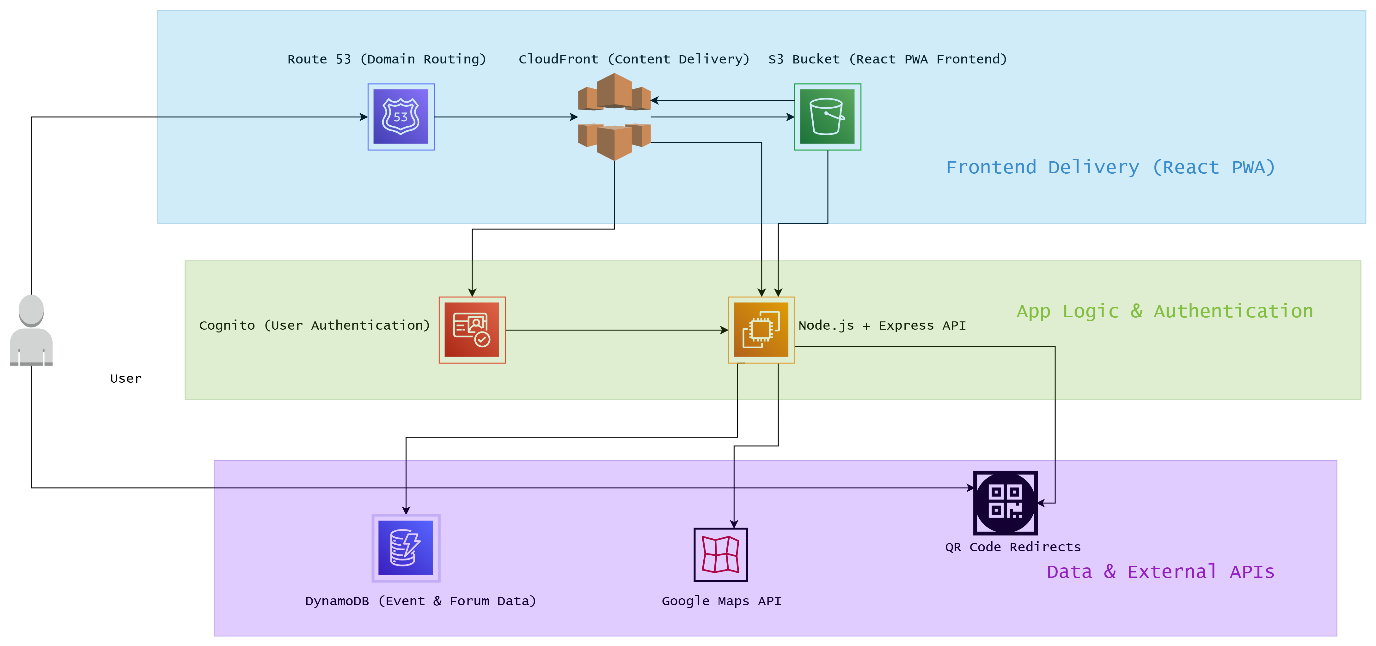 Route 53 (Domain Routing)
CloudFront (Content Delivery)
S3 Bucket (React PWA Frontend)
53
Frontend Delivery (React PWA)
App Logic & Authentication
Cognito (User Authentication)
Node.js + Express API
User
QR Code Redirects
Data & External APIs
DynamoDB (Event & Forum Data)
Google Maps API